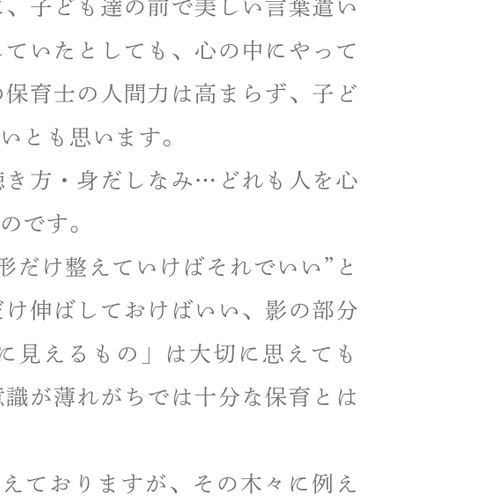 、子ども達の前で美しい言葉遣い
していたとしても、心の中にやって
の保育士の人間力は高まらず、子ど
いとも思います。
聴き方・身だしなみ…どれも人を心
のです。
形だけ整えていけばそれでいい”と
だけ伸ばしておけばいい、影の部分
に見えるもの」は大切に思えても
意識が薄れがちでは十分な保育とは
えておりますが、その木々に例え